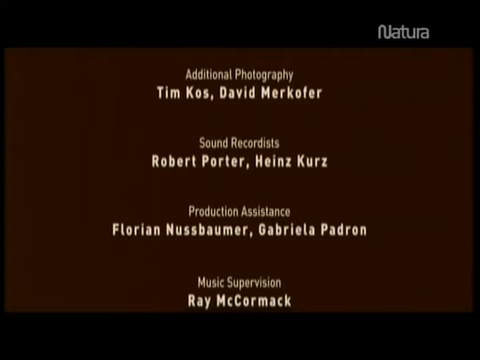 Natura
Additional Photography
Tim Kos, David Merkofer
Sound Recordists
Robert Porter, Heinz Kurz
Production Assistance
Florian Nussbaumer, Gabriela Padron
Music Supervision
Ray McCormack